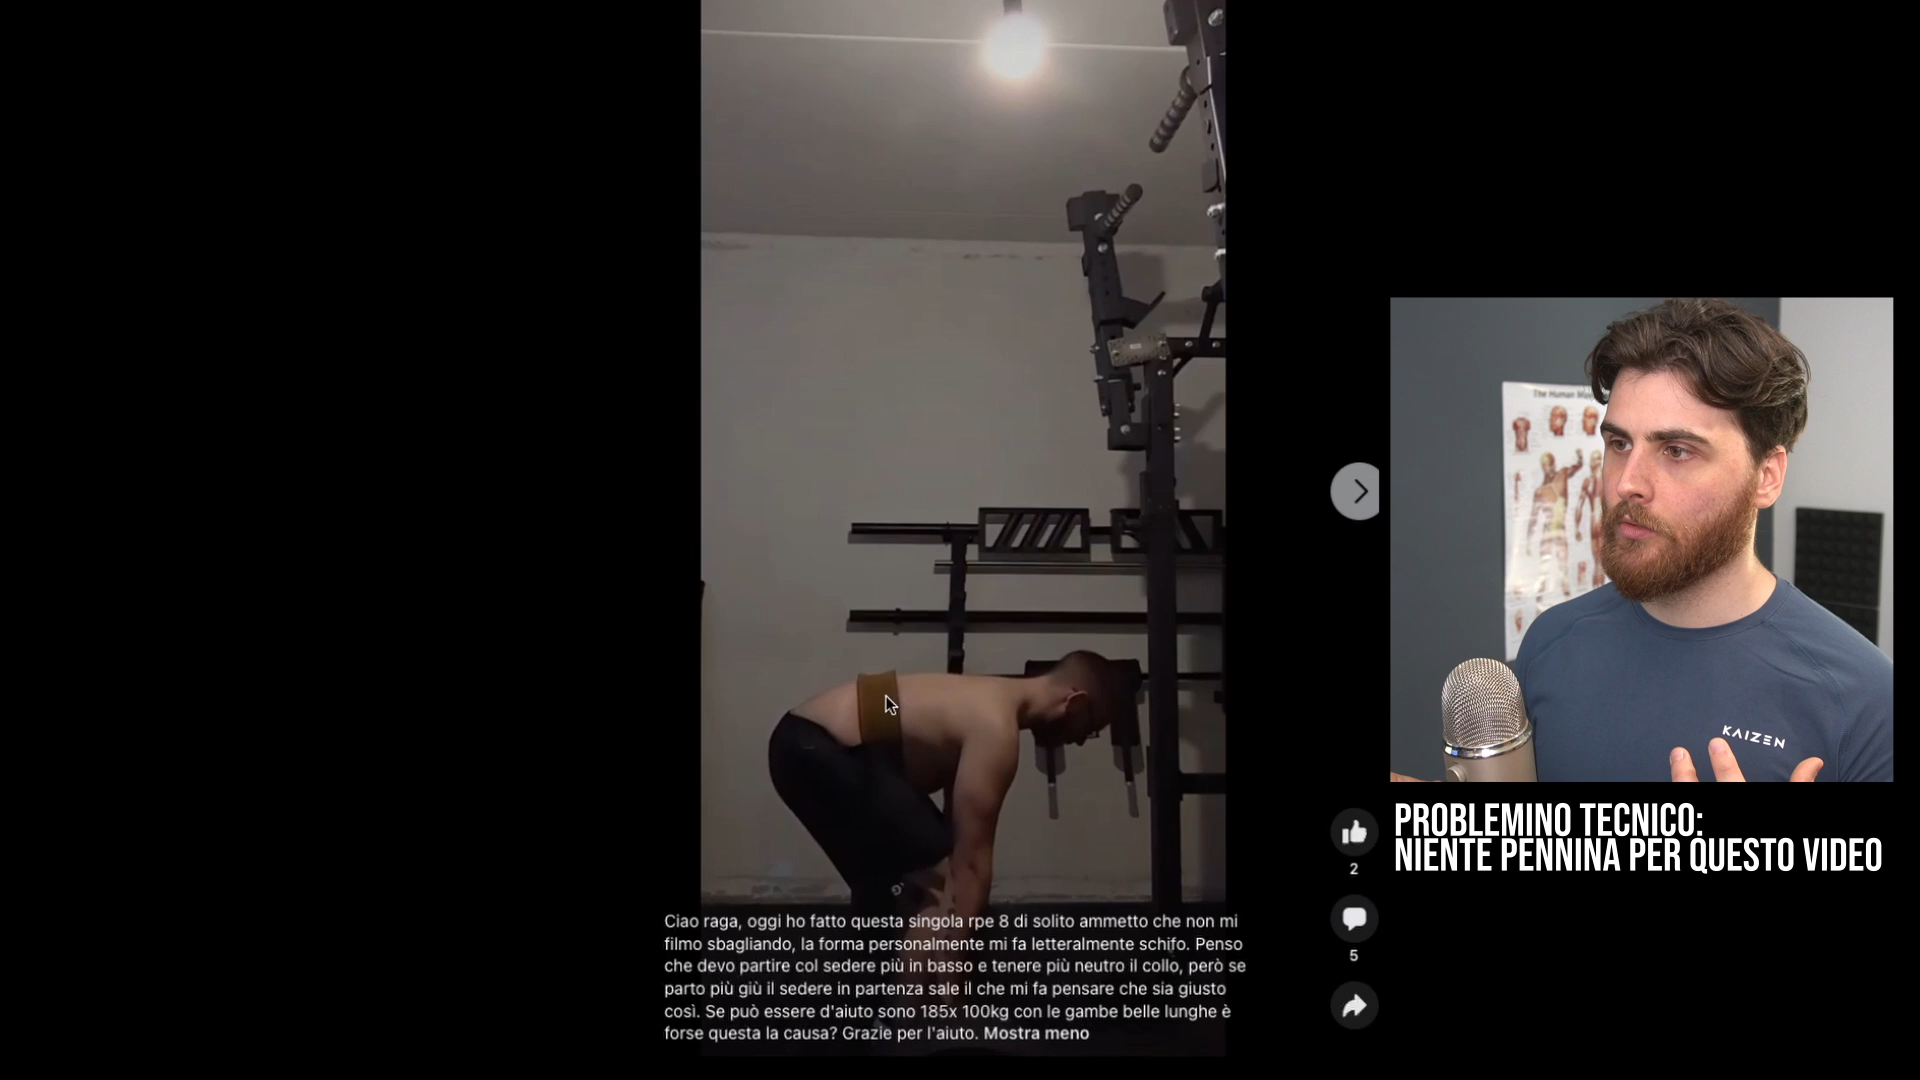 The Human Mus
KAIZEN
PROBLEMINO TECNICO:
NIENTE PENNINA PER QUESTO VIDEO
2
5
Ciao raga, oggi ho fatto questa singola rpe 8 di solito ammetto che non mi
filmo sbagliando, la forma personalmente mi fa letteralmente schifo. Penso
che devo partire col sedere più in basso e tenere più neutro il collo, però se
parto più giù il sedere in partenza sale il che mi fa pensare che sia giusto
così. Se può essere d'aiuto sono 185x 100kg con le gambe belle lunghe è
forse questa la causa? Grazie per l'aiuto. Mostra meno